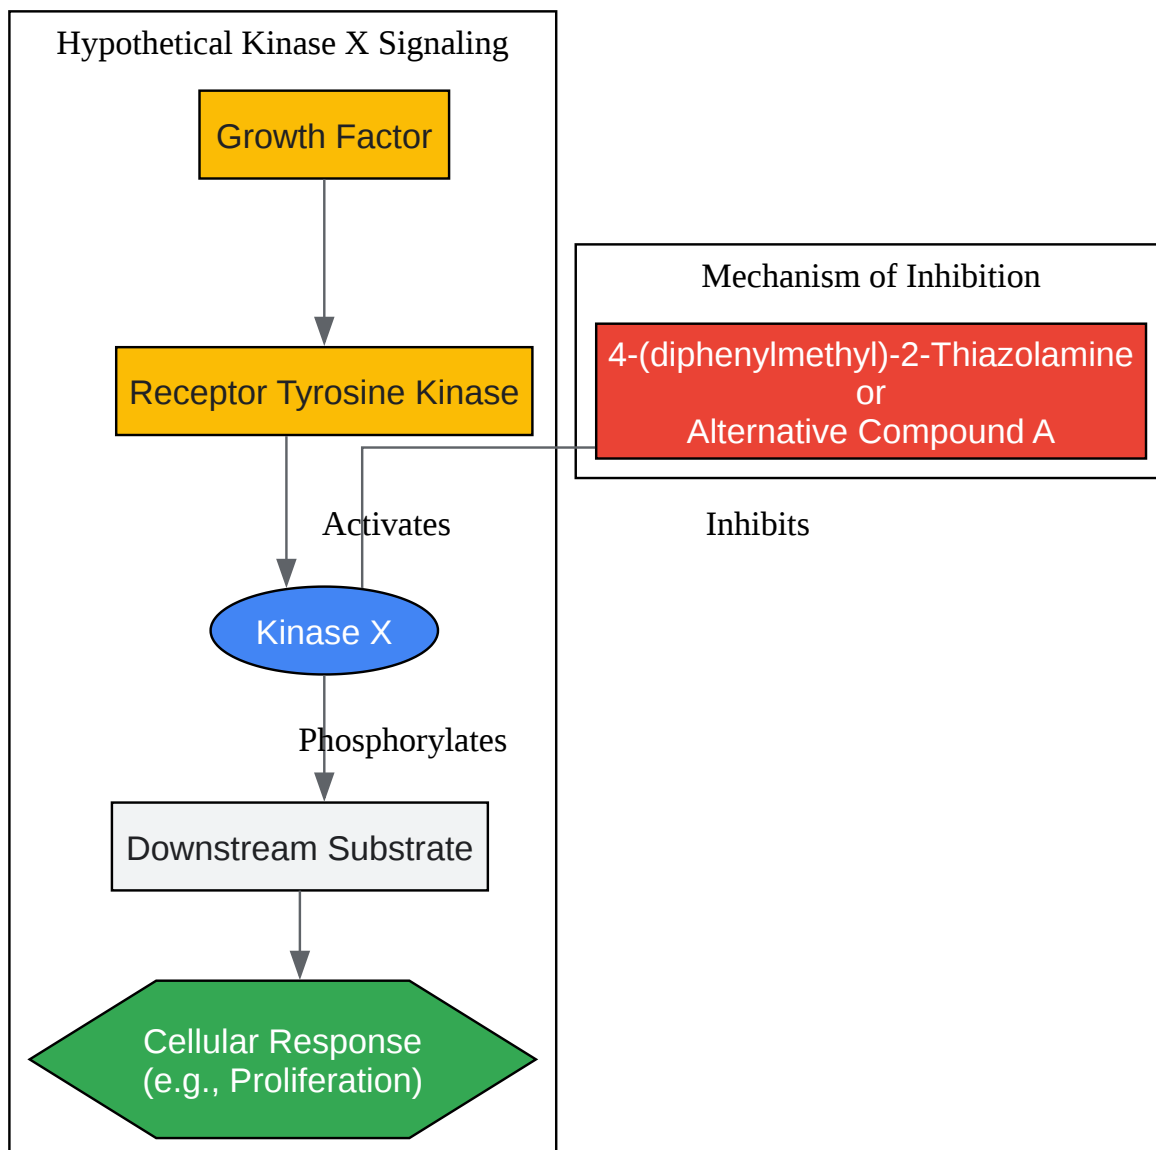 Hypothetical Kinase X Signaling
Growth Factor
Receptor Tyrosine Kinase
Mechanism of Inhibition
4-(diphenylmethyl)-2-Thiazolamine
or
Alternative Compound A
Activates
Inhibits
Kinase X
Phosphorylates
Downstream Substrate
Cellular Response
(e.g., Proliferation)